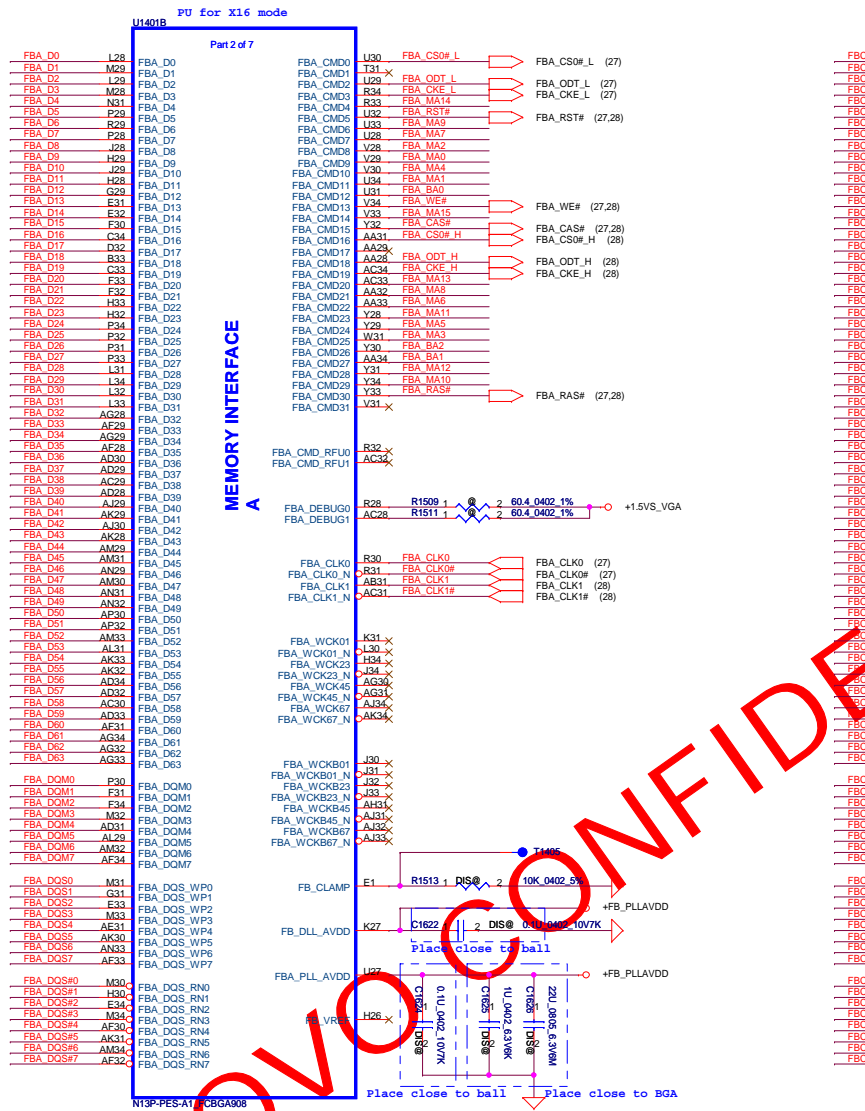 PU for X16 mode
U1401B
Part 2 of 7
FBA_D0 L28 FBA_D0
FBA_D1 M29 FBA_D1
FBA_D2 L29 FBA_D2
FBA_D3 M28 FBA_D3
FBA_D4 N31 FBA_D4
FBA_D5 P29 FBA_D5
FBA_D6 R29 FBA_D6
FBA_D7 P28 FBA_D7
FBA_D8 J28 FBA_D8
FBA_D9 H29 FBA_D9
FBA_D10 J29 FBA_D10
FBA_D11 H28 FBA_D11
FBA_D12 G29 FBA_D12
FBA_D13 E31 FBA_D13
FBA_D14 E32 FBA_D14
FBA_D15 F30 FBA_D15
FBA_D16 C34 FBA_D16
FBA_D17 D32 FBA_D17
FBA_D18 B33 FBA_D18
FBA_D19 C33 FBA_D19
FBA_D20 F33 FBA_D20
FBA_D21 F32 FBA_D21
FBA_D22 H33 FBA_D22
FBA_D23 H32 FBA_D23
FBA_D24 P34 FBA_D24
FBA_D25 P32 FBA_D25
FBA_D26 P31 FBA_D26
FBA_D27 P33 FBA_D27
FBA_D28 L31 FBA_D28
FBA_D29 L34 FBA_D29
FBA_D30 L32 FBA_D30
FBA_D31 L33 FBA_D31
FBA_D32 AG28 FBA_D32
FBA_D33 AF29 FBA_D33
FBA_D34 AG29 FBA_D34
FBA_D35 AF28 FBA_D35
FBA_D36 AD30 FBA_D36
FBA_D37 AD29 FBA_D37
FBA_D38 AC29 FBA_D38
FBA_D39 AD28 FBA_D39
FBA_D40 AJ29 FBA_D40
FBA_D41 AK29 FBA_D41
FBA_D42 AJ30 FBA_D42
FBA_D43 AK28 FBA_D43
FBA_D44 AM29 FBA_D44
FBA_D45 AM31 FBA_D45
FBA_D46 AN29 FBA_D46
FBA_D47 AM30 FBA_D47
FBA_D48 AN31 FBA_D48
FBA_D49 AN32 FBA_D49
FBA_D50 AP30 FBA_D50
FBA_D51 AP32 FBA_D51
FBA_D52 AM33 FBA_D52
FBA_D53 AL31 FBA_D53
FBA_D54 AK33 FBA_D54
FBA_D55 AK32 FBA_D55
FBA_D56 AD34 FBA_D56
FBA_D57 AD32 FBA_D57
FBA_D58 AC30 FBA_D58
FBA_D59 AD33 FBA_D59
FBA_D60 AF31 FBA_D60
FBA_D61 AG34 FBA_D61
FBA_D62 AG32 FBA_D62
FBA_D63 AG33 FBA_D63
FBA_DQM0 P30 FBA_DQM0
FBA_DQM1 F31 FBA_DQM1
FBA_DQM2 F34 FBA_DQM2
FBA_DQM3 M32 FBA_DQM3
FBA_DQM4 AD31 FBA_DQM4
FBA_DQM5 AL29 FBA_DQM5
FBA_DQM6 AM32 FBA_DQM6
FBA_DQM7 AF34 FBA_DQM7
FBA_DQS0 M31 FBA_DQS_WP0
FBA_DQS1 G31 FBA_DQS_WP1
FBA_DQS2 E33 FBA_DQS_WP2
FBA_DQS3 M33 FBA_DQS_WP3
FBA_DQS4 AE31 FBA_DQS_WP4
FBA_DQS5 AK30 FBA_DQS_WP5
FBA_DQS6 AN33 FBA_DQS_WP6
FBA_DQS7 AF33 FBA_DQS_WP7
FBA_DQS#0 M30 FBA_DQS_RN0
FBA_DQS#1 H30 FBA_DQS_RN1
FBA_DQS#2 E34 FBA_DQS_RN2
FBA_DQS#3 M34 FBA_DQS_RN3
FBA_DQS#4 AF30 FBA_DQS_RN4
FBA_DQS#5 AK31 FBA_DQS_RN5
FBA_DQS#6 AM34 FBA_DQS_RN6
FBA_DQS#7 AF32 FBA_DQS_RN7
MEMORY INTERFACE
A
FBA_CMD0 U30 FBA_CS0#_L FBA_CS0#_L (27)
FBA_CMD1 T31
FBA_CMD2 U29 FBA_ODT_L FBA_ODT_L (27)
FBA_CMD3 R34 FBA_CKE_L FBA_CKE_L (27)
FBA_CMD4 R33 FBA_MA14
FBA_CMD5 U32 FBA_RST# FBA_RST# (27,28)
FBA_CMD6 U33 FBA_MA9
FBA_CMD7 U28 FBA_MA7
FBA_CMD8 V28 FBA_MA2
FBA_CMD9 V29 FBA_MA0
FBA_CMD10 V30 FBA_MA4
FBA_CMD11 U34 FBA_MA1
FBA_CMD12 U31 FBA_BA0
FBA_CMD13 V34 FBA_WE# FBA_WE# (27,28)
FBA_CMD14 V33 FBA_MA15
FBA_CMD15 Y32 FBA_CAS# FBA_CAS# (27,28)
FBA_CMD16 AA31 FBA_CS0#_H FBA_CS0#_H (28)
FBA_CMD17 AA29
FBA_CMD18 AA28 FBA_ODT_H FBA_ODT_H (28)
FBA_CMD19 AC34 FBA_CKE_H FBA_CKE_H (28)
FBA_CMD20 AC33 FBA_MA13
FBA_CMD21 AA32 FBA_MA8
FBA_CMD22 AA33 FBA_MA6
FBA_CMD23 Y28 FBA_MA11
FBA_CMD24 Y29 FBA_MA5
FBA_CMD25 W31 FBA_MA3
FBA_CMD26 Y30 FBA_BA2
FBA_CMD27 AA34 FBA_BA1
FBA_CMD28 Y31 FBA_MA12
FBA_CMD29 Y34 FBA_MA10
FBA_CMD30 Y33 FBA_RAS# FBA_RAS# (27,28)
FBA_CMD31 V31
FBA_CMD_RFU0 R32
FBA_CMD_RFU1 AC32
FBA_DEBUG0 R28 R1509 1 @ 2 60.4_0402_1% +1.5VS_VGA
FBA_DEBUG1 AC28 R1511 1 @ 2 60.4_0402_1%
FBA_CLK0 R30 FBA_CLK0 FBA_CLK0 (27)
FBA_CLK0_N R31 FBA_CLK0# FBA_CLK0# (27)
FBA_CLK1 AB31 FBA_CLK1 FBA_CLK1 (28)
FBA_CLK1_N AC31 FBA_CLK1# FBA_CLK1# (28)
FBA_WCK01 K31
FBA_WCK01_N L30
FBA_WCK23 H34
FBA_WCK23_N J34
FBA_WCK45 AG30
FBA_WCK45_N AG31
FBA_WCK67 AJ34
FBA_WCK67_N AK34
FBA_WCKB01 J30
FBA_WCKB01_N J31
FBA_WCKB23 J32
FBA_WCKB23_N J33
FBA_WCKB45 AH31
FBA_WCKB45_N AJ31
FBA_WCKB67 AJ32
FBA_WCKB67_N AJ33
T1405
FB_CLAMP E1 R1513 1 DIS@ 2 10K_0402_5%
+FB_PLLAVDD
FB_DLL_AVDD K27 C1622 1 2 DIS@ 0.1U_0402_10V7K
Place close to ball
FBA_PLL_AVDD U27 +FB_PLLAVDD
FB_VREF H26
C1624 1 2 DIS@ 0.1U_0402_10V7K
C1625 1 2 DIS@ 1U_0402_6.3V6K
C1626 1 2 DIS@ 22U_0805_6.3V6M
Place close to ball
Place close to BGA
N13P-PES-A1_FCBGA908